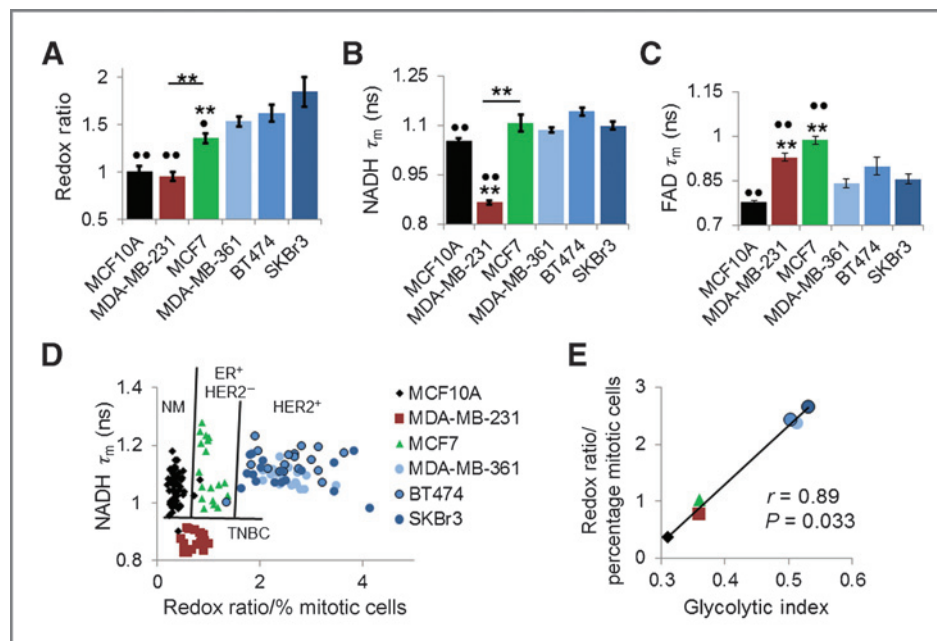 A
Redox ratio
2
1.5
1
0.5
**
**
•
••
••
MCF10A
MDA-MB-231
MCF7
MDA-MB-361
BT474
SKBr3
B
NADH τm (ns)
1.25
1.1
0.95
0.8
**
••
••
**
MCF10A
MDA-MB-231
MCF7
MDA-MB-361
BT474
SKBr3
C
FAD τm (ns)
1.15
1
0.85
0.7
••
••
**
••
**
MCF10A
MDA-MB-231
MCF7
MDA-MB-361
BT474
SKBr3
D
NADH τm (ns)
1.4
1.2
1
0.8
NM
ER+
HER2−
HER2+
TNBC
0 2 4
Redox ratio/% mitotic cells
MCF10A
MDA-MB-231
MCF7
MDA-MB-361
BT474
SKBr3
E
Redox ratio/
percentage mitotic cells
3
2
1
0
r = 0.89
P = 0.033
0.3 0.4 0.5 0.6
Glycolytic index